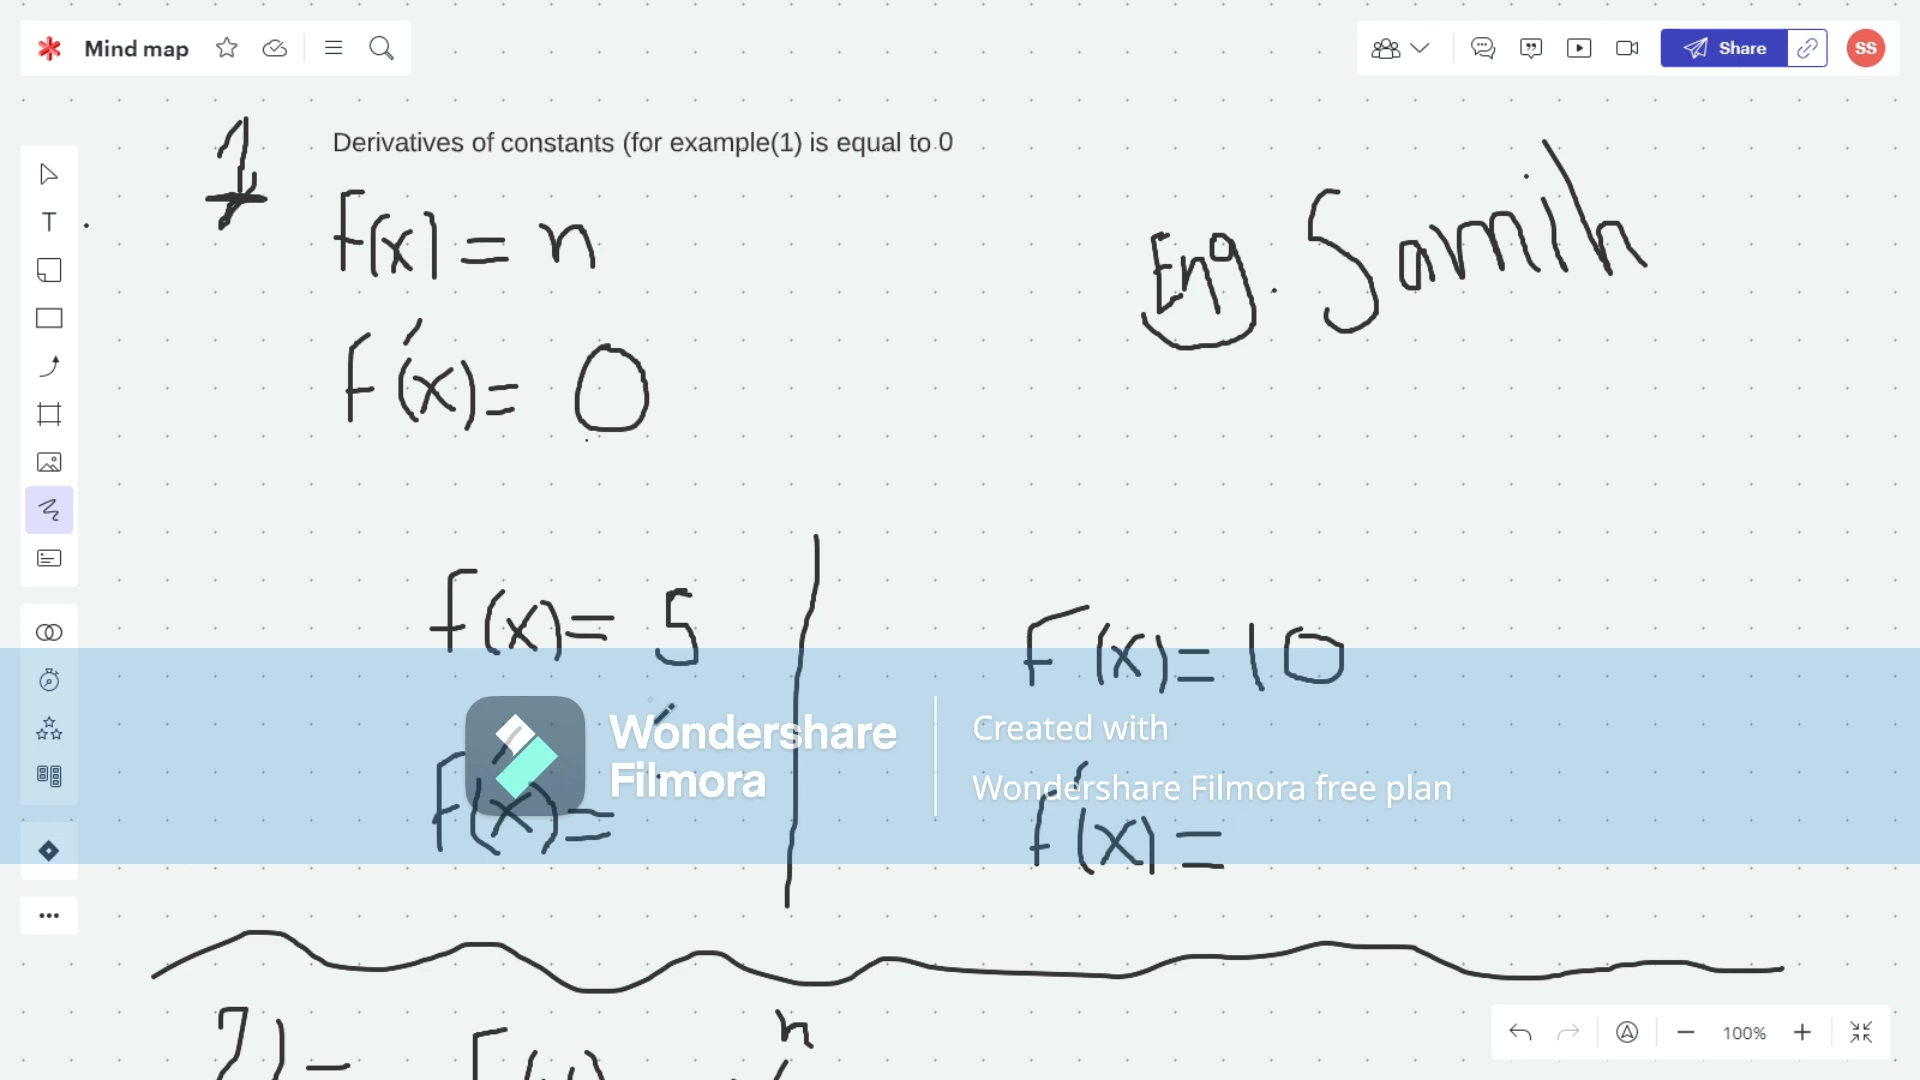 Mind map
Share
SS
1
Derivatives of constants (for example(1) is equal to 0
T
f(x) = n
Eng. Samih
f'(x) = 0
f(x) = 5
F(x) = 10
Wondershare
Filmora
Created with
Wondershare Filmora free plan
f'(x) =
f'(x) =
n
100%